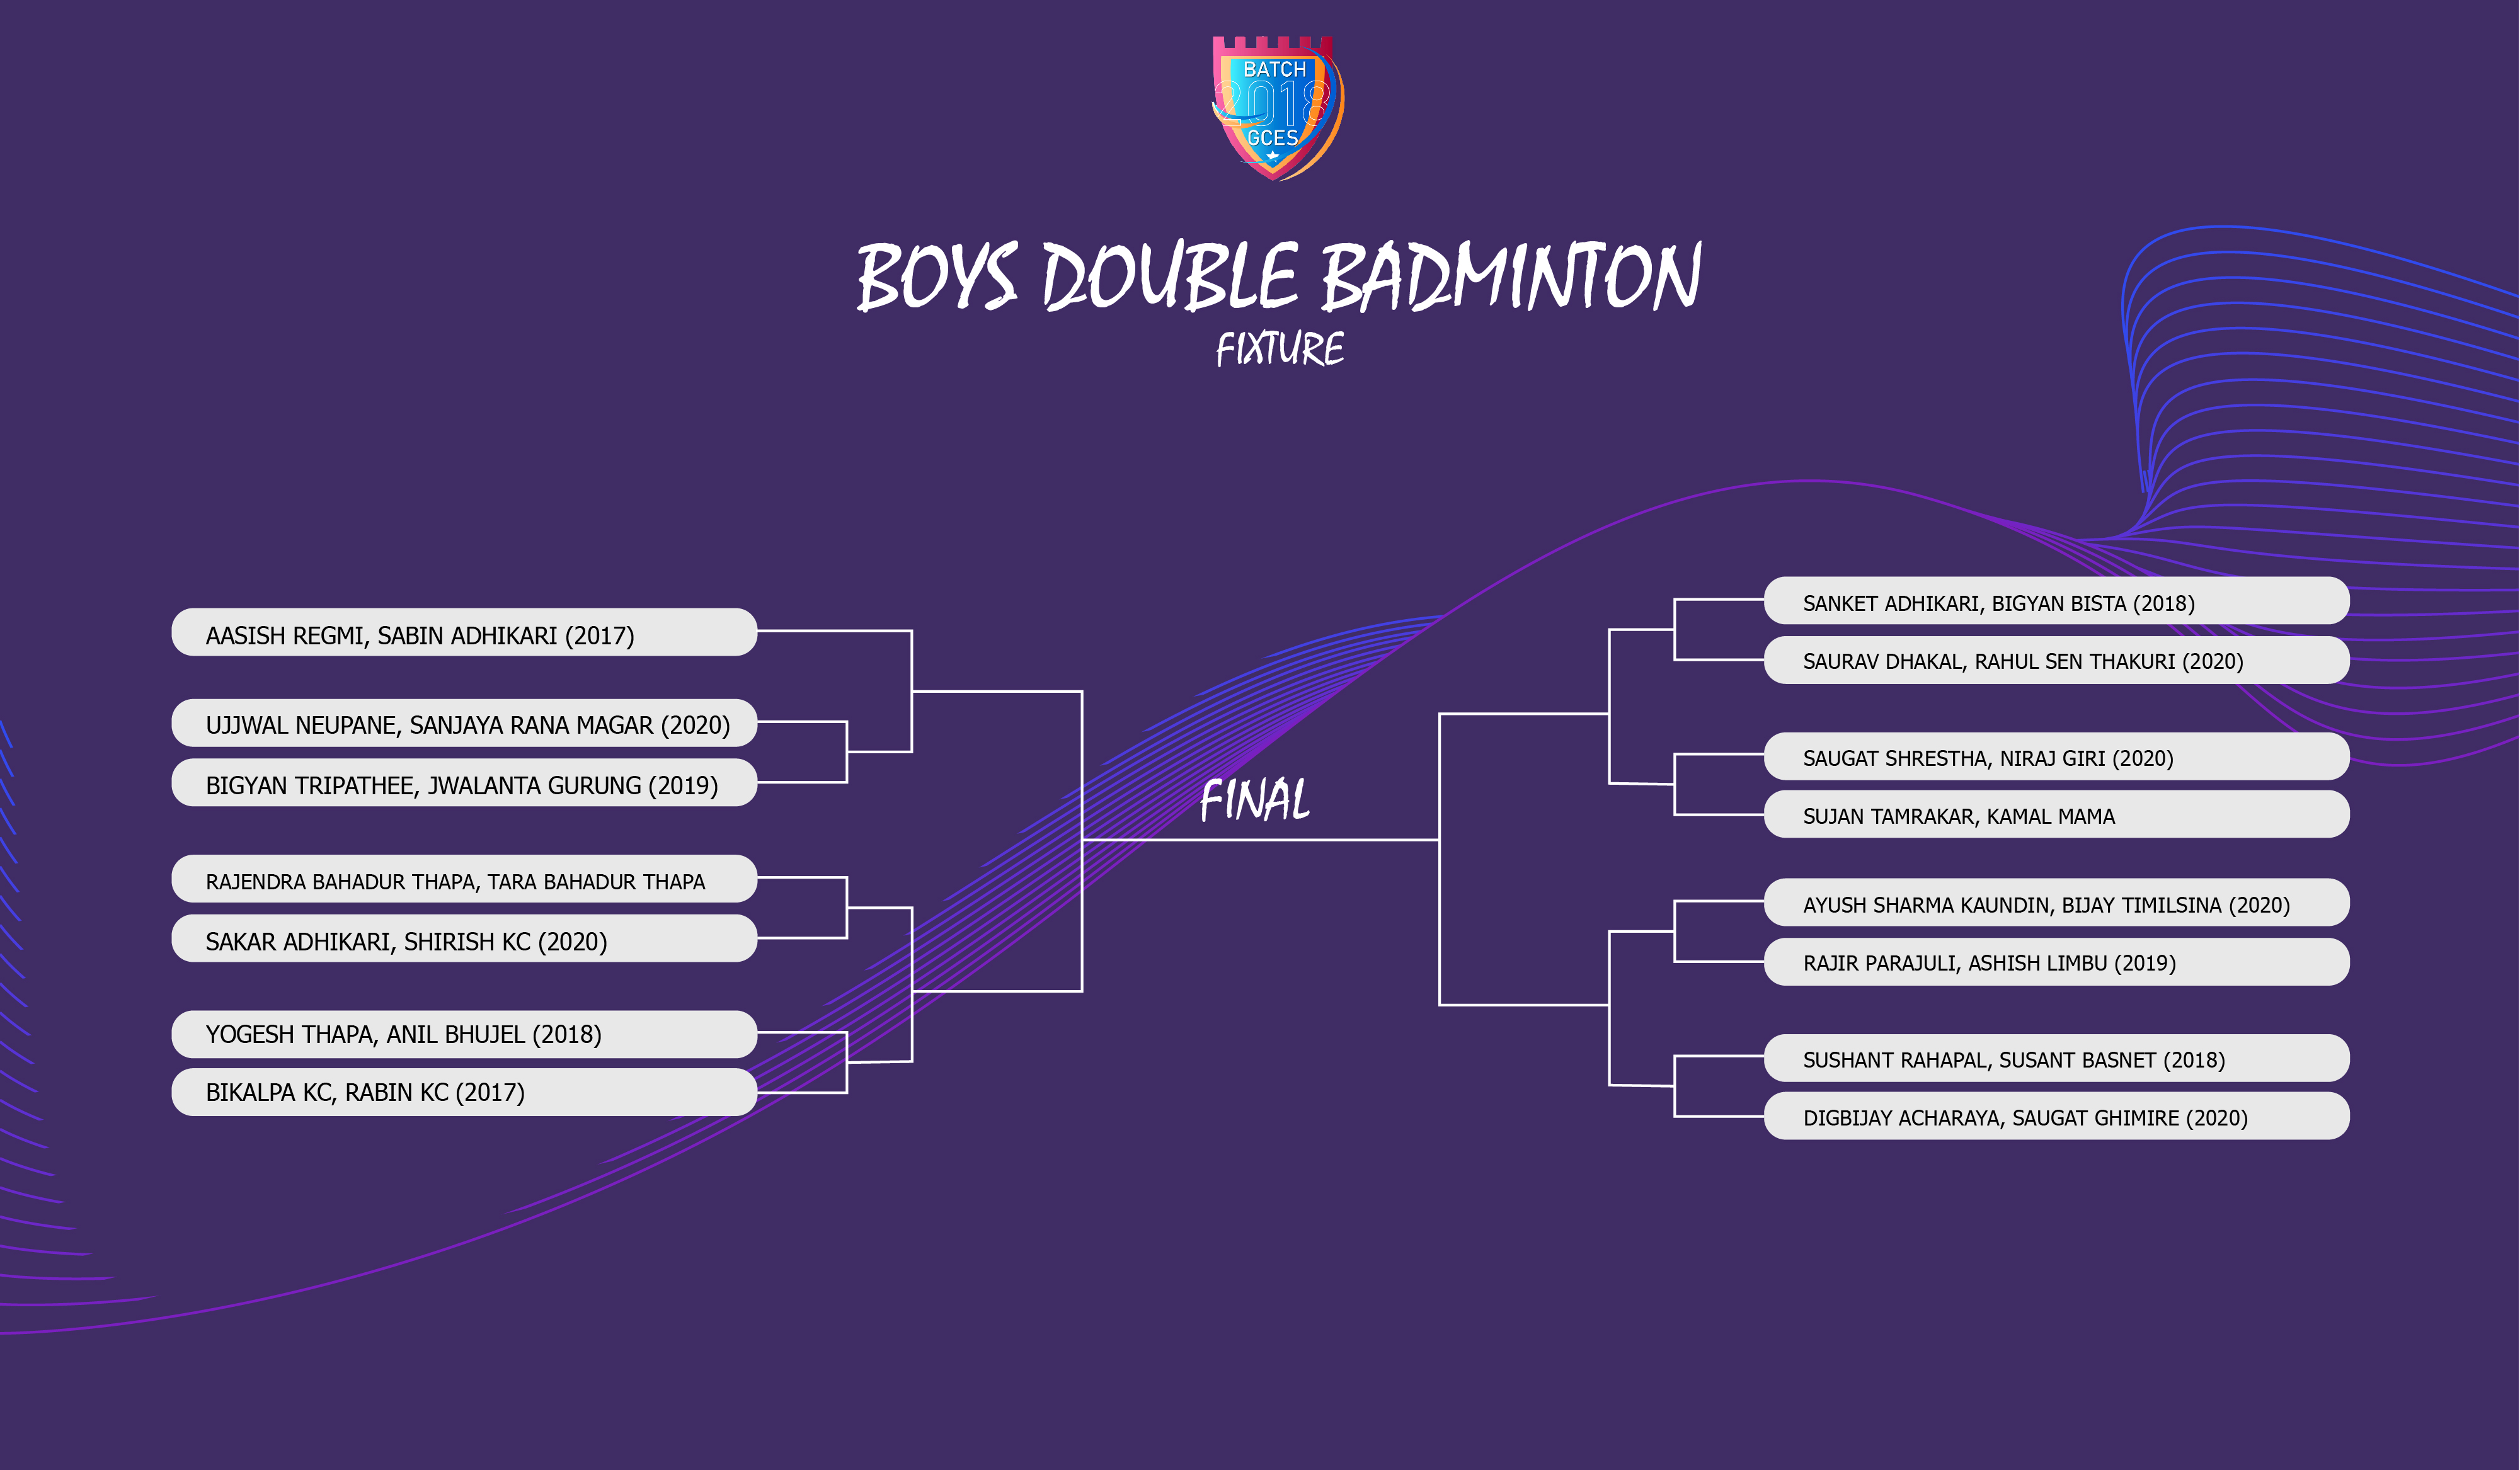 BATCH
2018
GCES
BOYS DOUBLE BADMINTON
FIXTURE
AASISH REGMI, SABIN ADHIKARI (2017)
UJJWAL NEUPANE, SANJAYA RANA MAGAR (2020)
BIGYAN TRIPATHEE, JWALANTA GURUNG (2019)
RAJENDRA BAHADUR THAPA, TARA BAHADUR THAPA
SAKAR ADHIKARI, SHIRISH KC (2020)
YOGESH THAPA, ANIL BHUJEL (2018)
BIKALPA KC, RABIN KC (2017)
FINAL
SANKET ADHIKARI, BIGYAN BISTA (2018)
SAURAV DHAKAL, RAHUL SEN THAKURI (2020)
SAUGAT SHRESTHA, NIRAJ GIRI (2020)
SUJAN TAMRAKAR, KAMAL MAMA
AYUSH SHARMA KAUNDIN, BIJAY TIMILSINA (2020)
RAJIR PARAJULI, ASHISH LIMBU (2019)
SUSHANT RAHAPAL, SUSANT BASNET (2018)
DIGBIJAY ACHARAYA, SAUGAT GHIMIRE (2020)